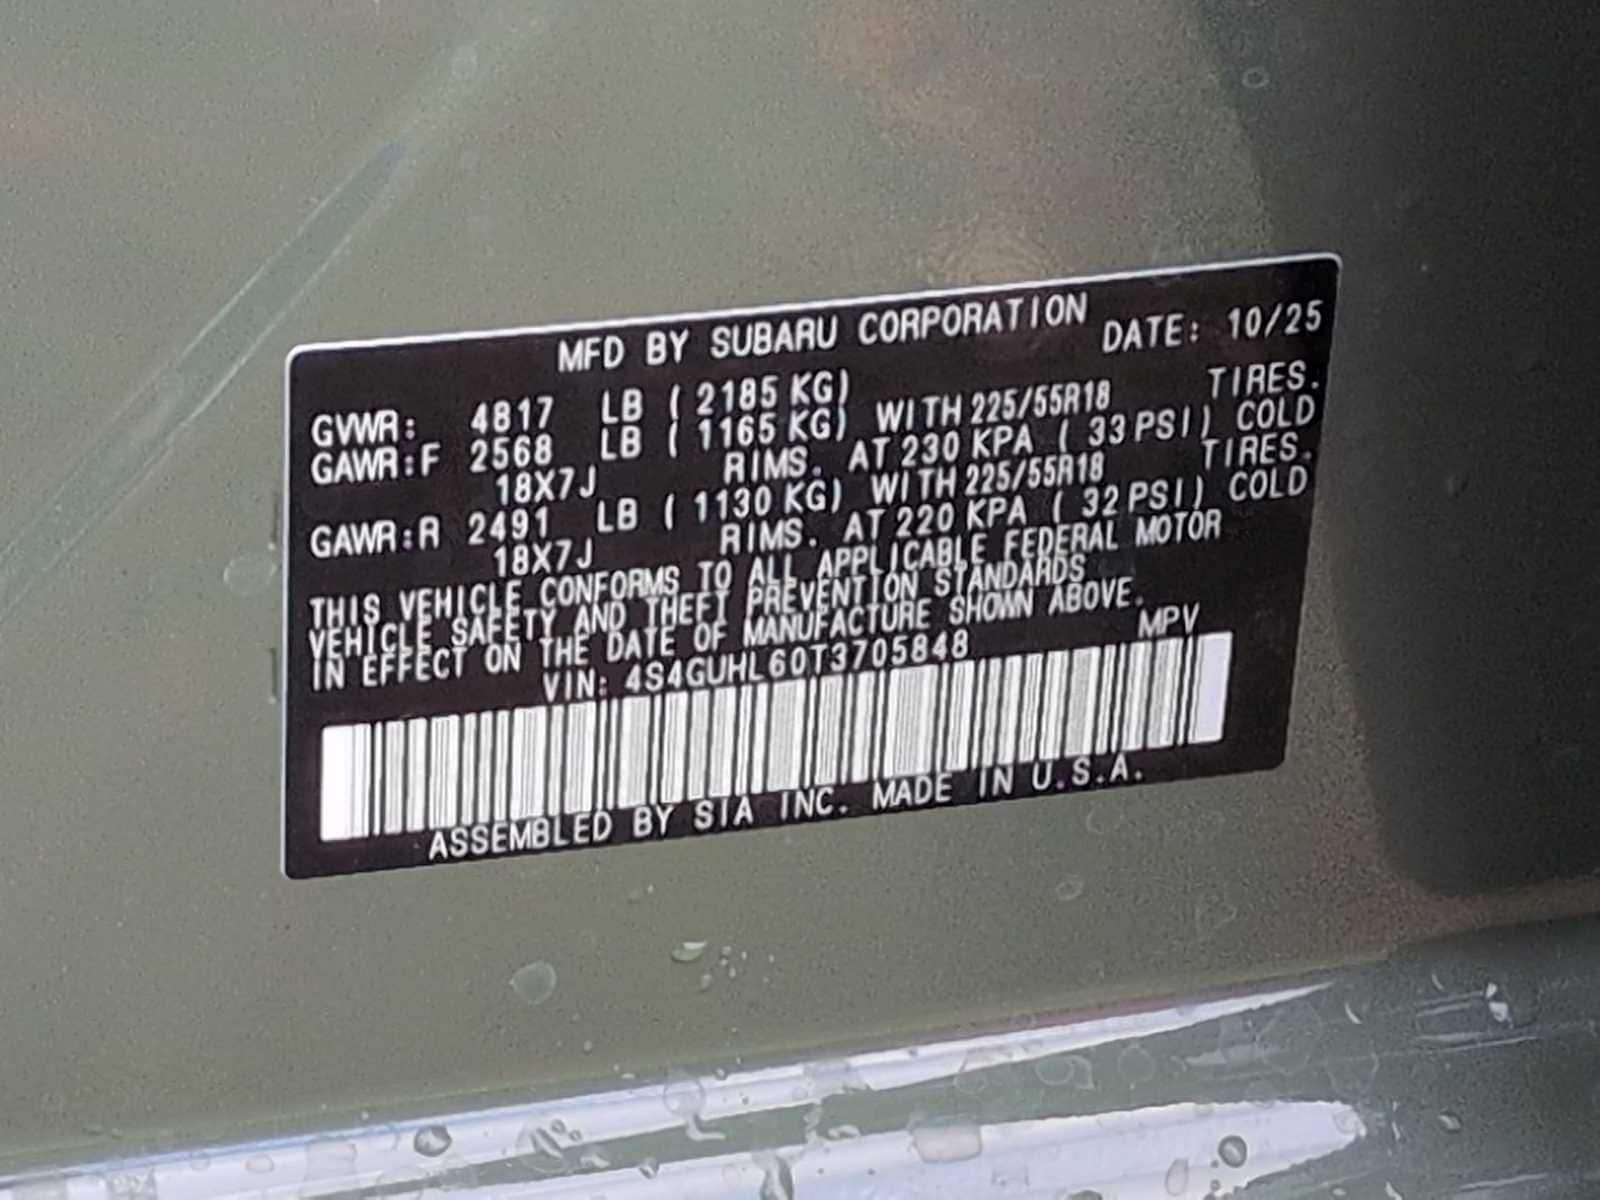 MFD BY SUBARU CORPORATION DATE: 10/25
GVWR: 4817 LB ( 2185 KG)
GAWR:F 2568 LB ( 1165 KG) WITH 225/55R18 TIRES.
18X7J RIMS. AT 230 KPA ( 33 PSI) COLD
GAWR:R 2491 LB ( 1130 KG) WITH 225/55R18 TIRES.
18X7J RIMS. AT 220 KPA ( 32 PSI) COLD
THIS VEHICLE CONFORMS TO ALL APPLICABLE FEDERAL MOTOR
VEHICLE SAFETY AND THEFT PREVENTION STANDARDS
IN EFFECT ON THE DATE OF MANUFACTURE SHOWN ABOVE.
VIN: 4S4GUHL60T3705848 MPV
ASSEMBLED BY SIA INC. MADE IN U.S.A.